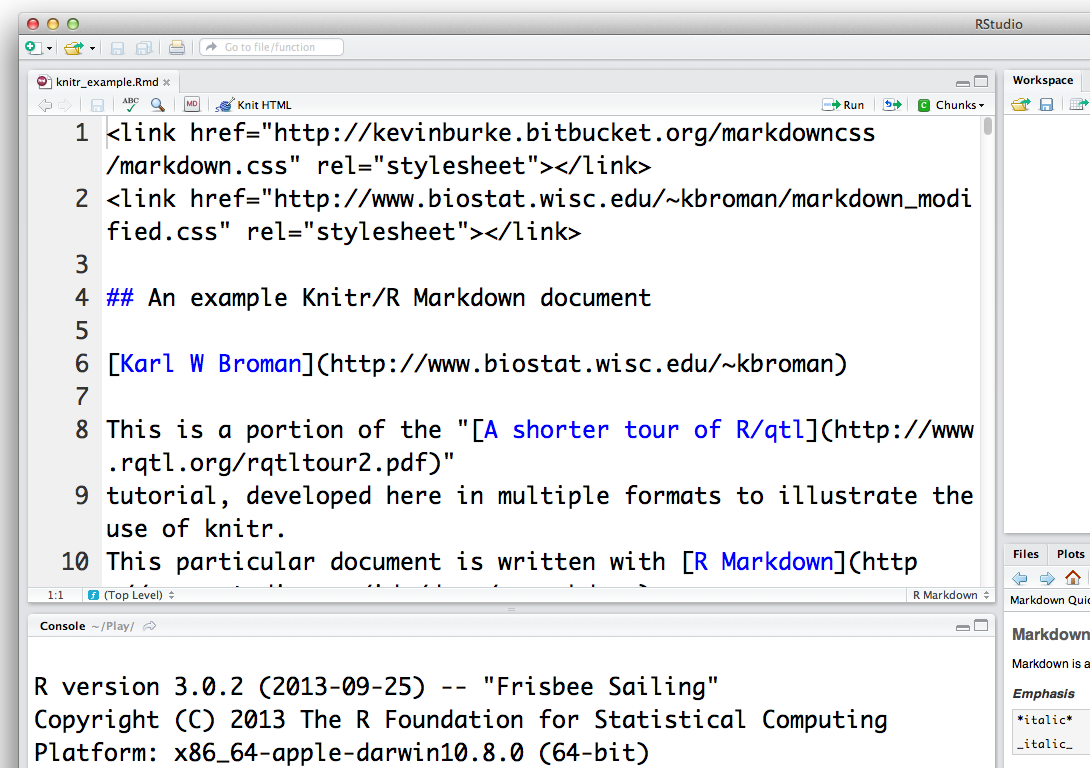 RStudio
Go to file/function
knitr_example.Rmd
Workspace
ABC
MD
Knit HTML
Run
Chunks
1 <link href="http://kevinburke.bitbucket.org/markdowncss
/markdown.css" rel="stylesheet"></link>
2 <link href="http://www.biostat.wisc.edu/~kbroman/markdown_modi
fied.css" rel="stylesheet"></link>
3
4 ## An example Knitr/R Markdown document
5
6 [Karl W Broman](http://www.biostat.wisc.edu/~kbroman)
7
8 This is a portion of the "[A shorter tour of R/qtl](http://www
.rqtl.org/rqtltour2.pdf)"
9 tutorial, developed here in multiple formats to illustrate the
use of knitr.
10 This particular document is written with [R Markdown](http
1:1 (Top Level) R Markdown
Console ~/Play/
R version 3.0.2 (2013-09-25) -- "Frisbee Sailing"
Copyright (C) 2013 The R Foundation for Statistical Computing
Platform: x86_64-apple-darwin10.8.0 (64-bit)
Files Plots
Markdown Quic
Markdown
Markdown is a
Emphasis
*italic*
_italic_